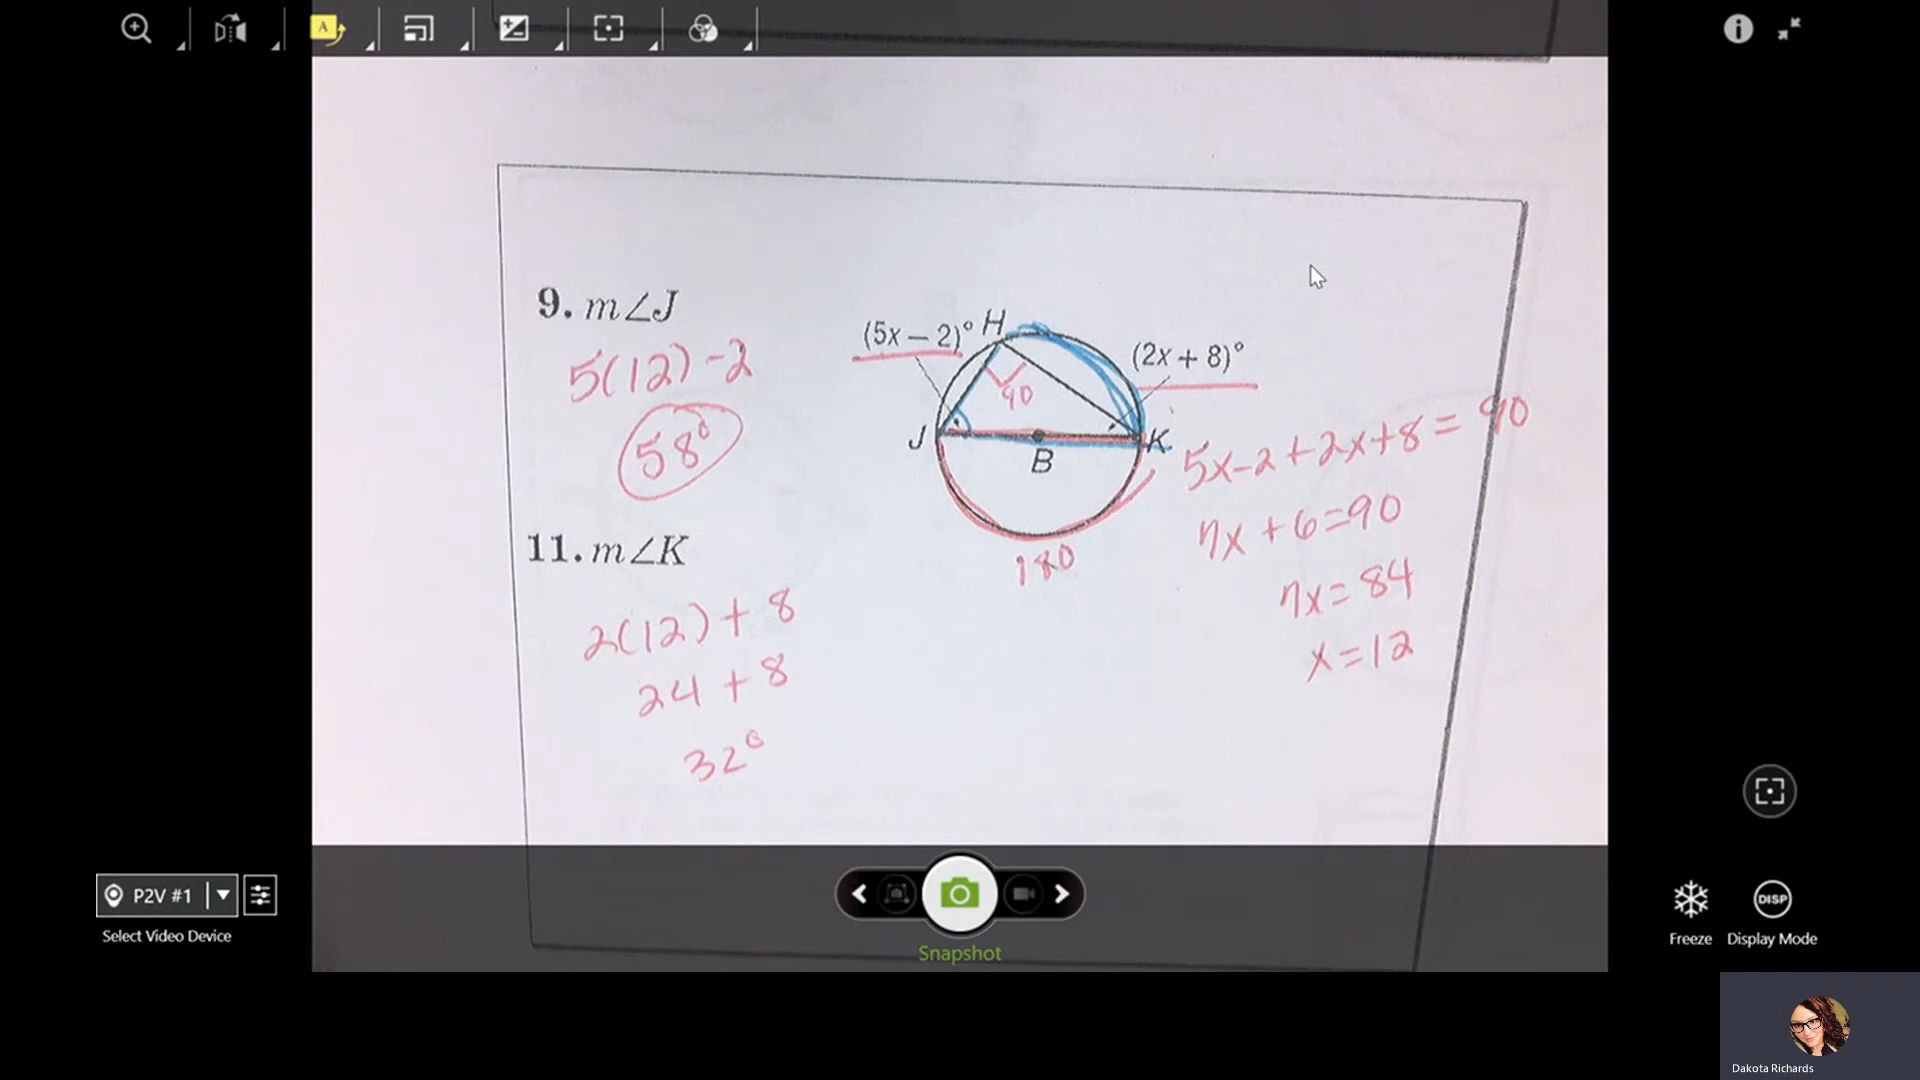 A
9. m∠J
5(12) -2
58°
(5x – 2)°
H
(2x + 8)°
90
J
B
K
180
5x-2+2x+8 = 90
7x + 6 = 90
7x = 84
x = 12
11. m∠K
2(12) + 8
24 + 8
32°
P2V #1
Select Video Device
Snapshot
Freeze
DISP
Display Mode
Dakota Richards